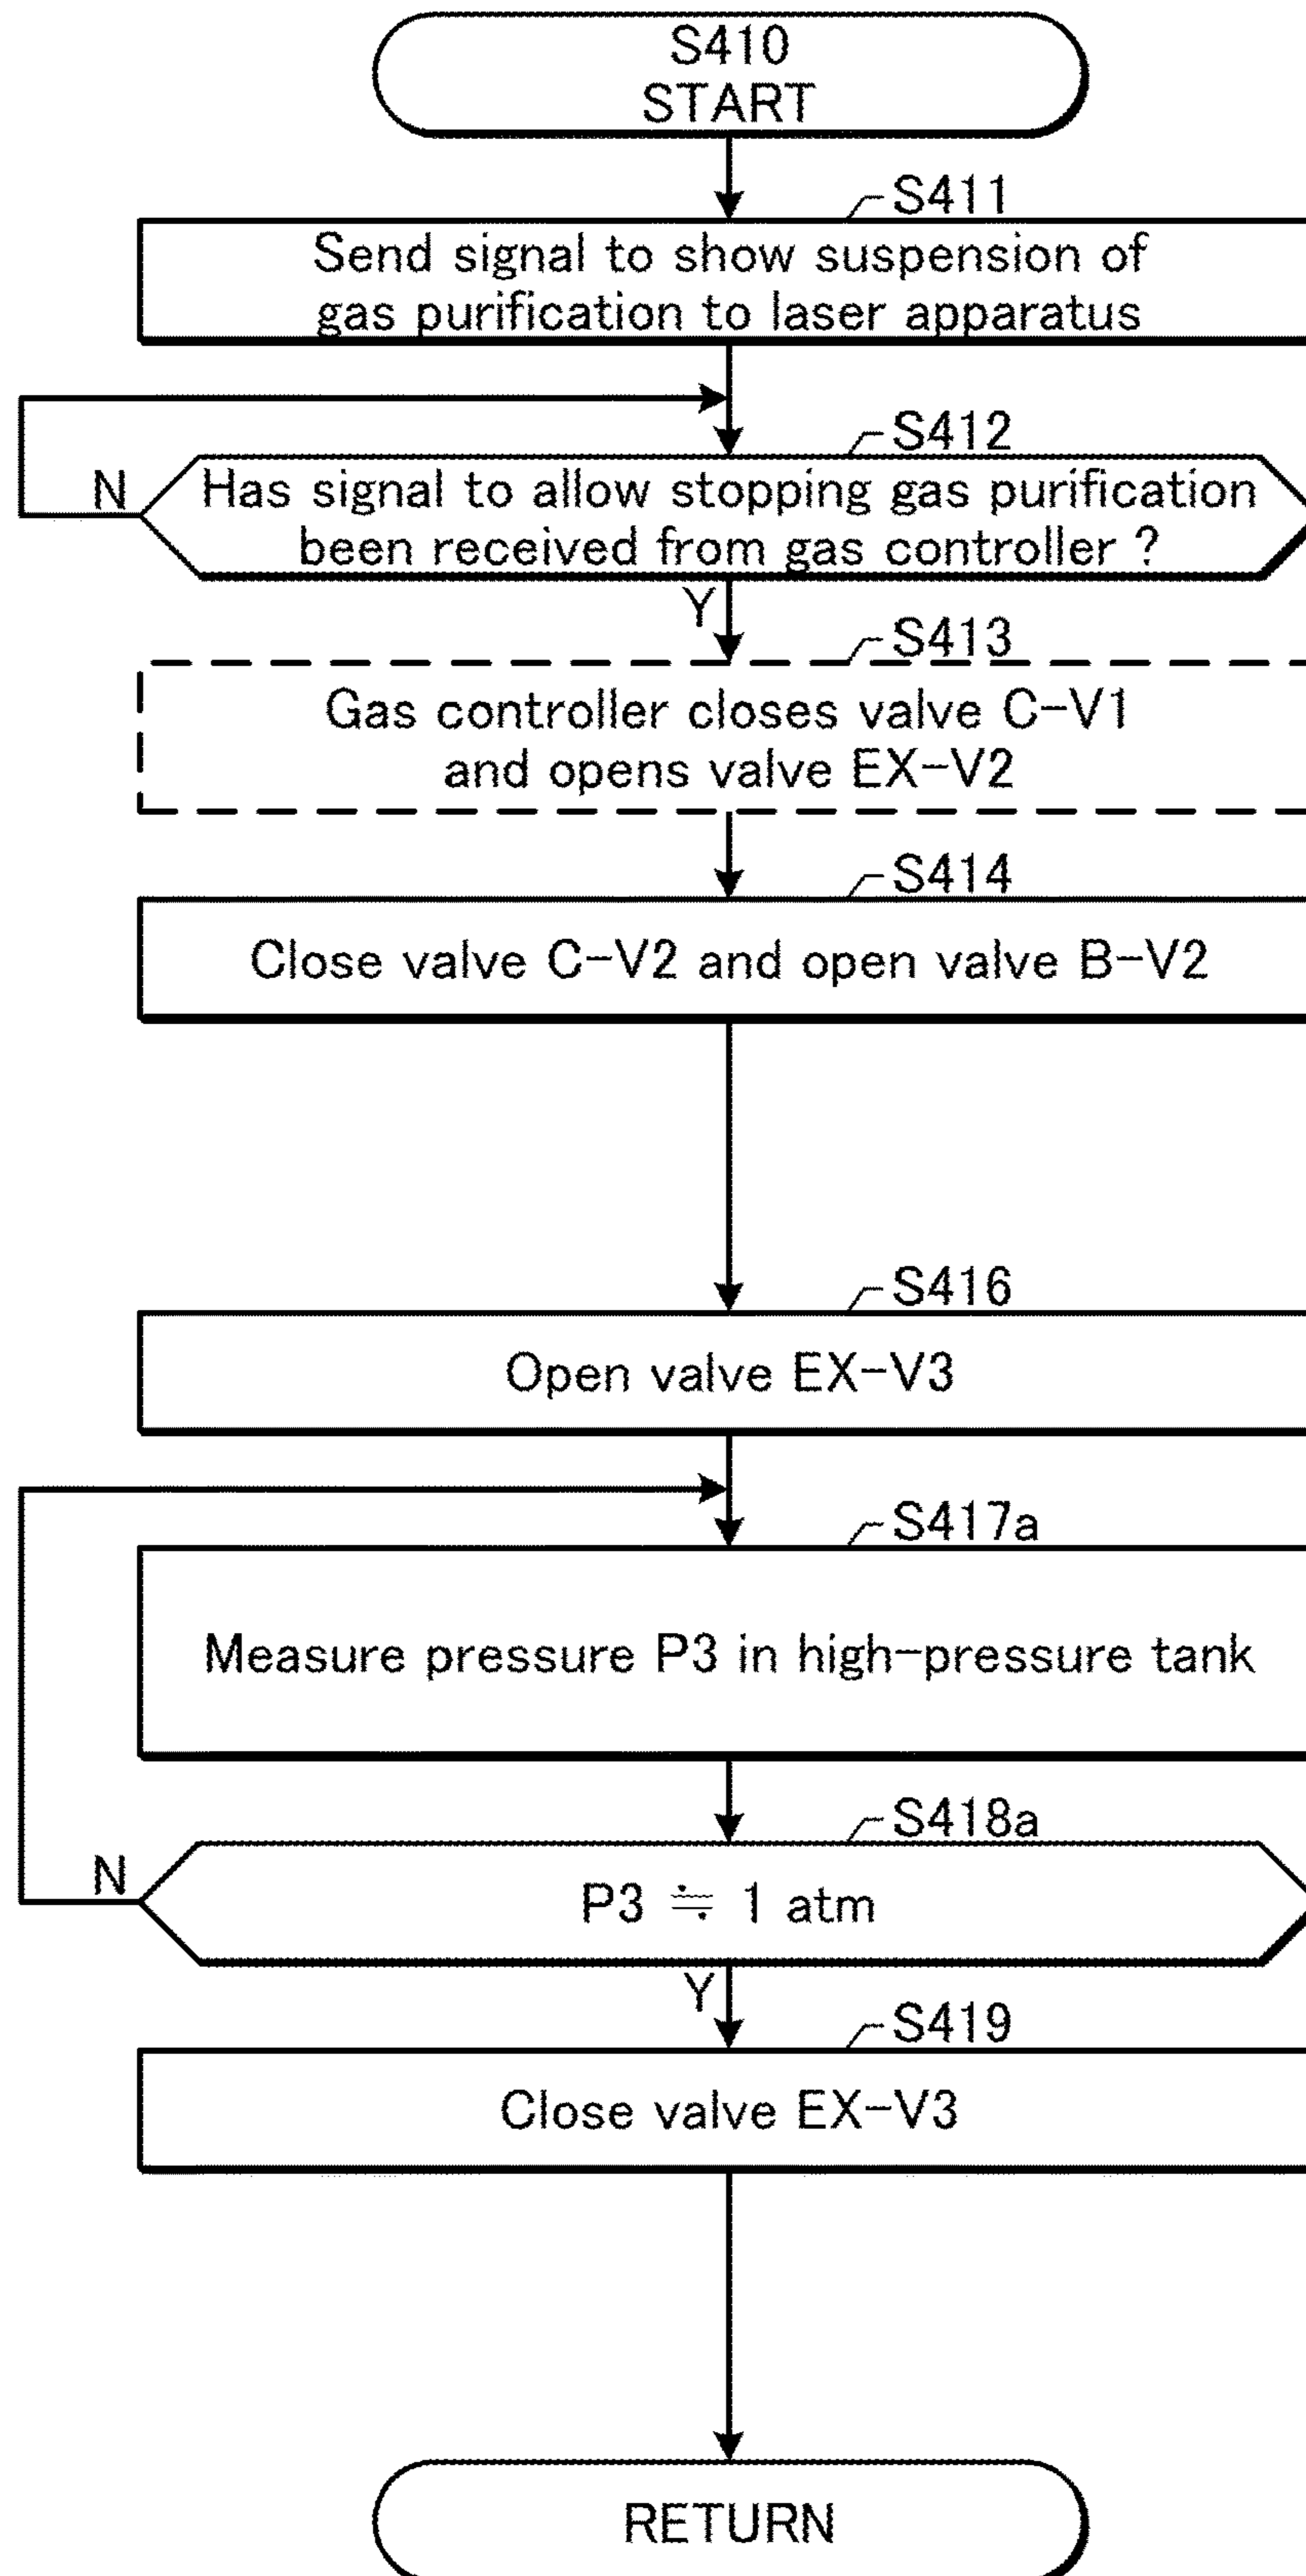 S410
START
S411
Send signal to show suspension of
gas purification to laser apparatus
S412
N
Has signal to allow stopping gas purification
been received from gas controller ?
Y
S413
Gas controller closes valve C-V1
and opens valve EX-V2
S414
Close valve C-V2 and open valve B-V2
S416
Open valve EX-V3
S417a
Measure pressure P3 in high-pressure tank
S418a
N
P3 ≒ 1 atm
Y
S419
Close valve EX-V3
RETURN